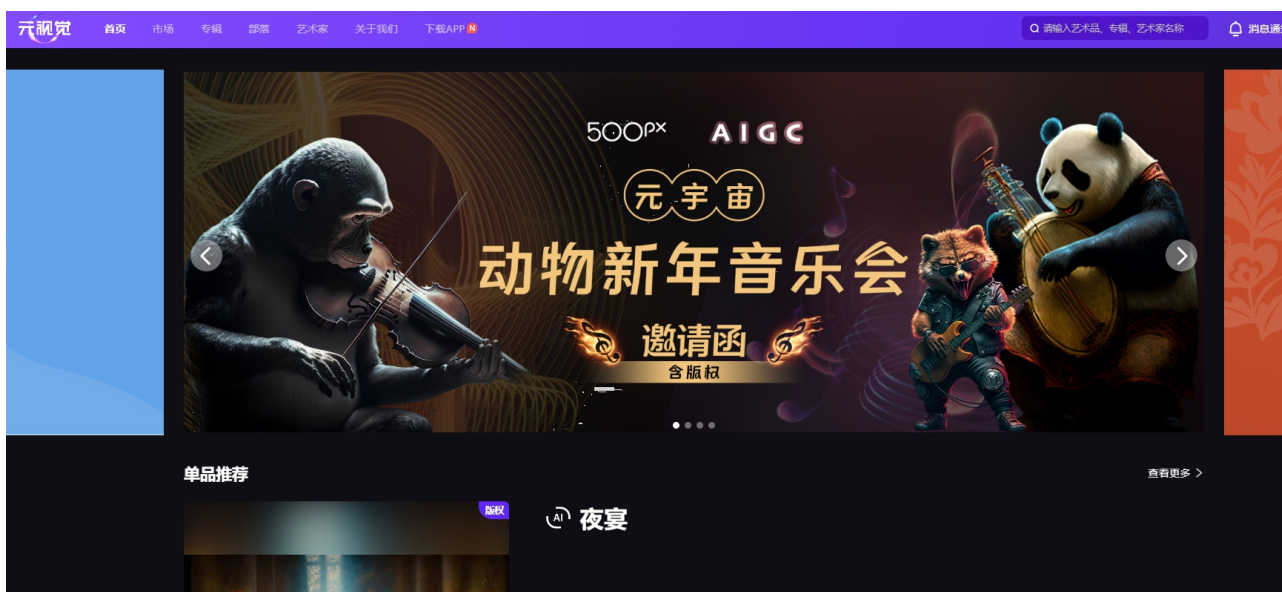 元视觉
首页 市场 专辑 部落 艺术家 关于我们 下载APP N
请输入艺术品、专辑、艺术家名称
消息通
500px AIGC
元宇宙
动物新年音乐会
邀请函
含版权
单品推荐
查看更多
版权
AI 夜宴